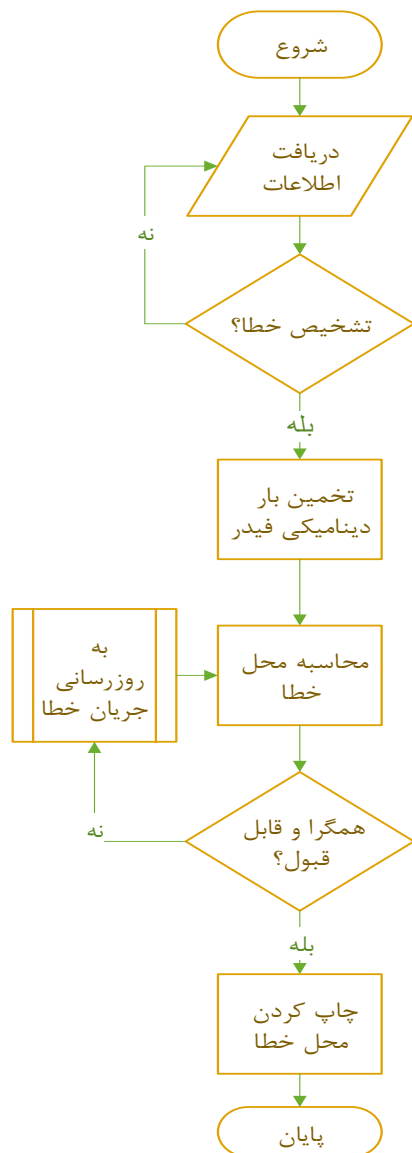 شروع
دریافت
اطلاعات
نه
تشخیص خطا؟
بله
تخمین بار
دینامیکی فیدر
محاسبه محل
خطا
به
روزرسانی
جریان خطا
همگرا و قابل
قبول؟
نه
بله
چاپ کردن
محل خطا
پایان